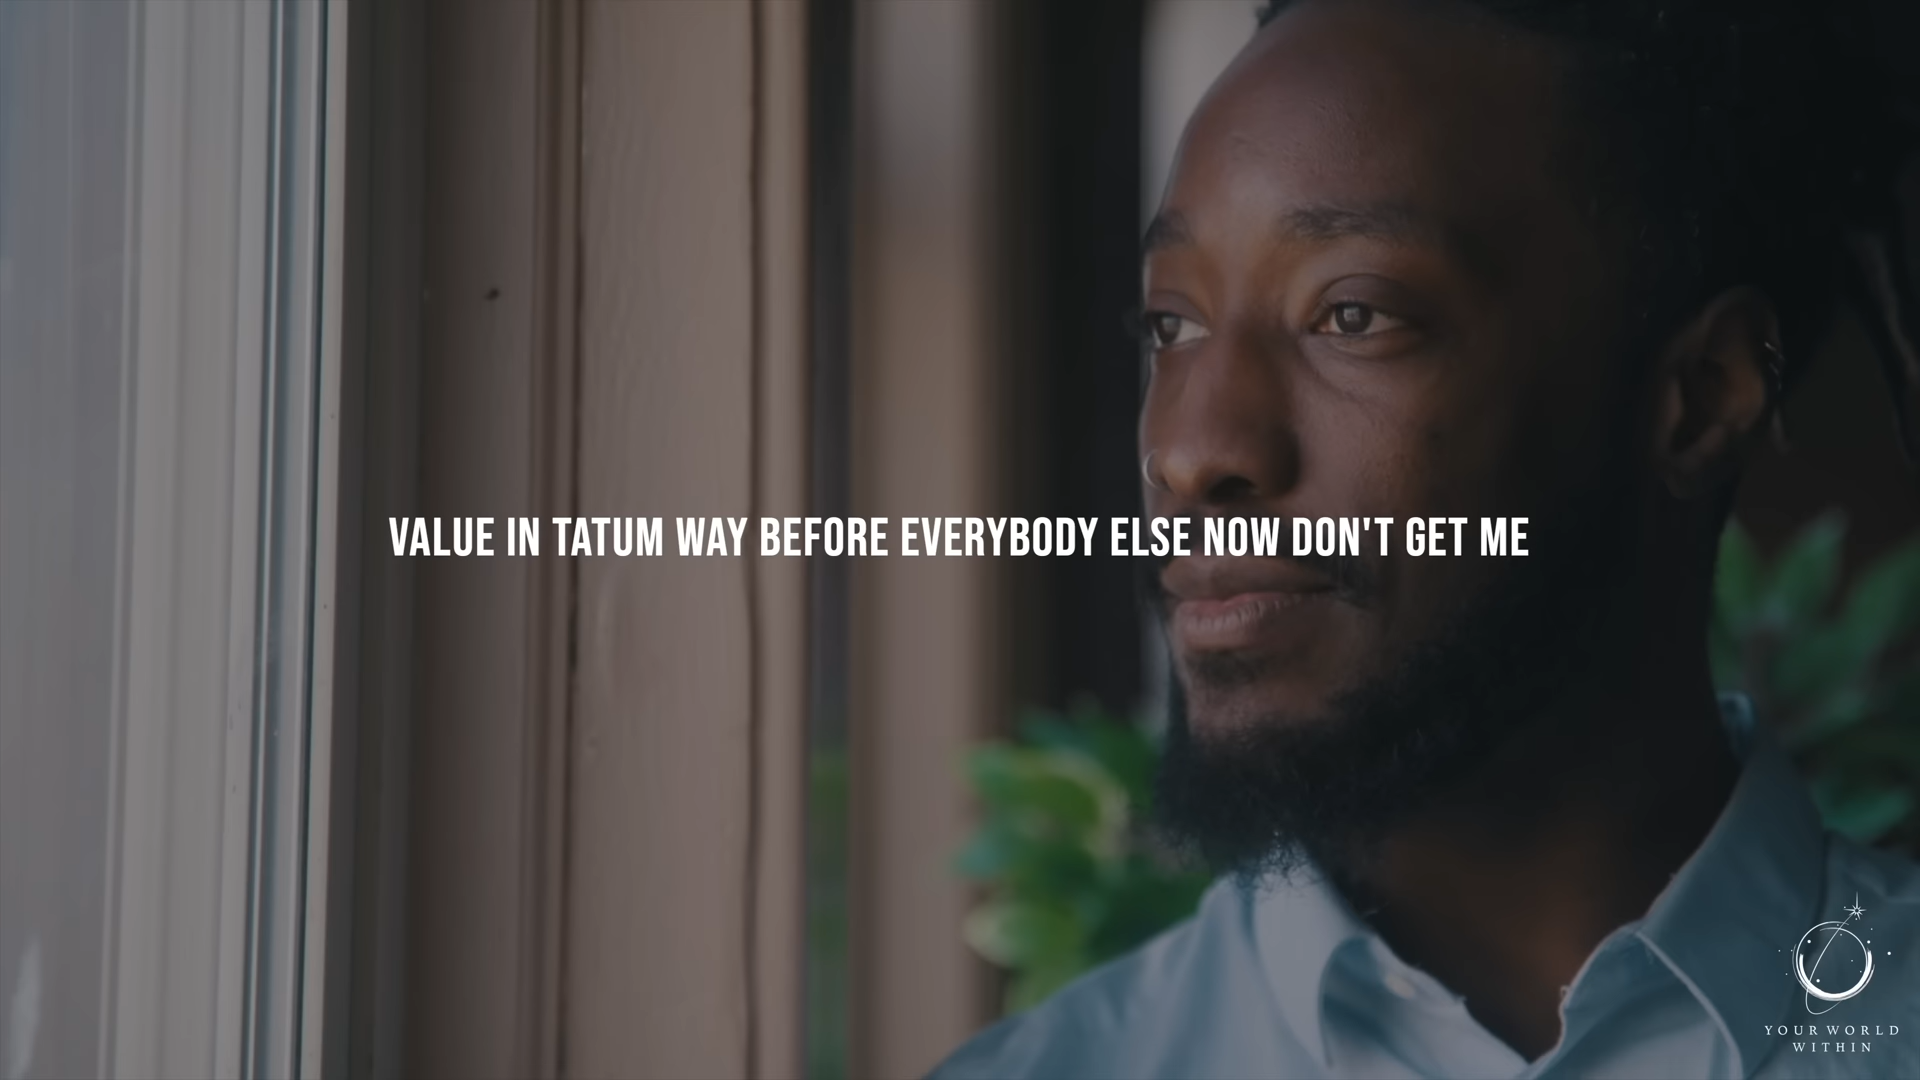 VALUE IN TATUM WAY BEFORE EVERYBODY ELSE NOW DON'T GET ME
YOUR WORLD
WITHIN